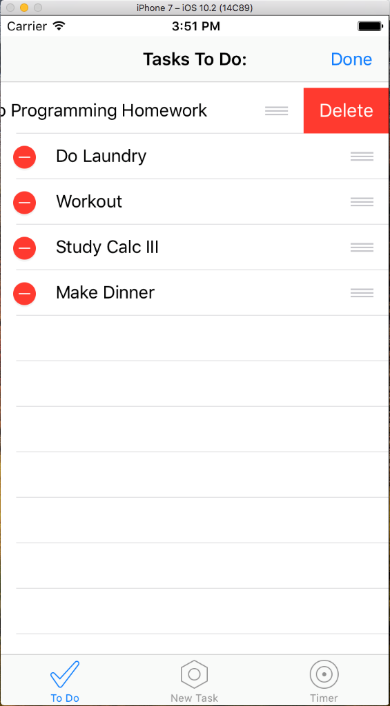 iPhone 7 – iOS 10.2 (14C89)
Carrier 3:51 PM
Tasks To Do: Done
o Programming Homework Delete
Do Laundry
Workout
Study Calc III
Make Dinner
To Do New Task Timer